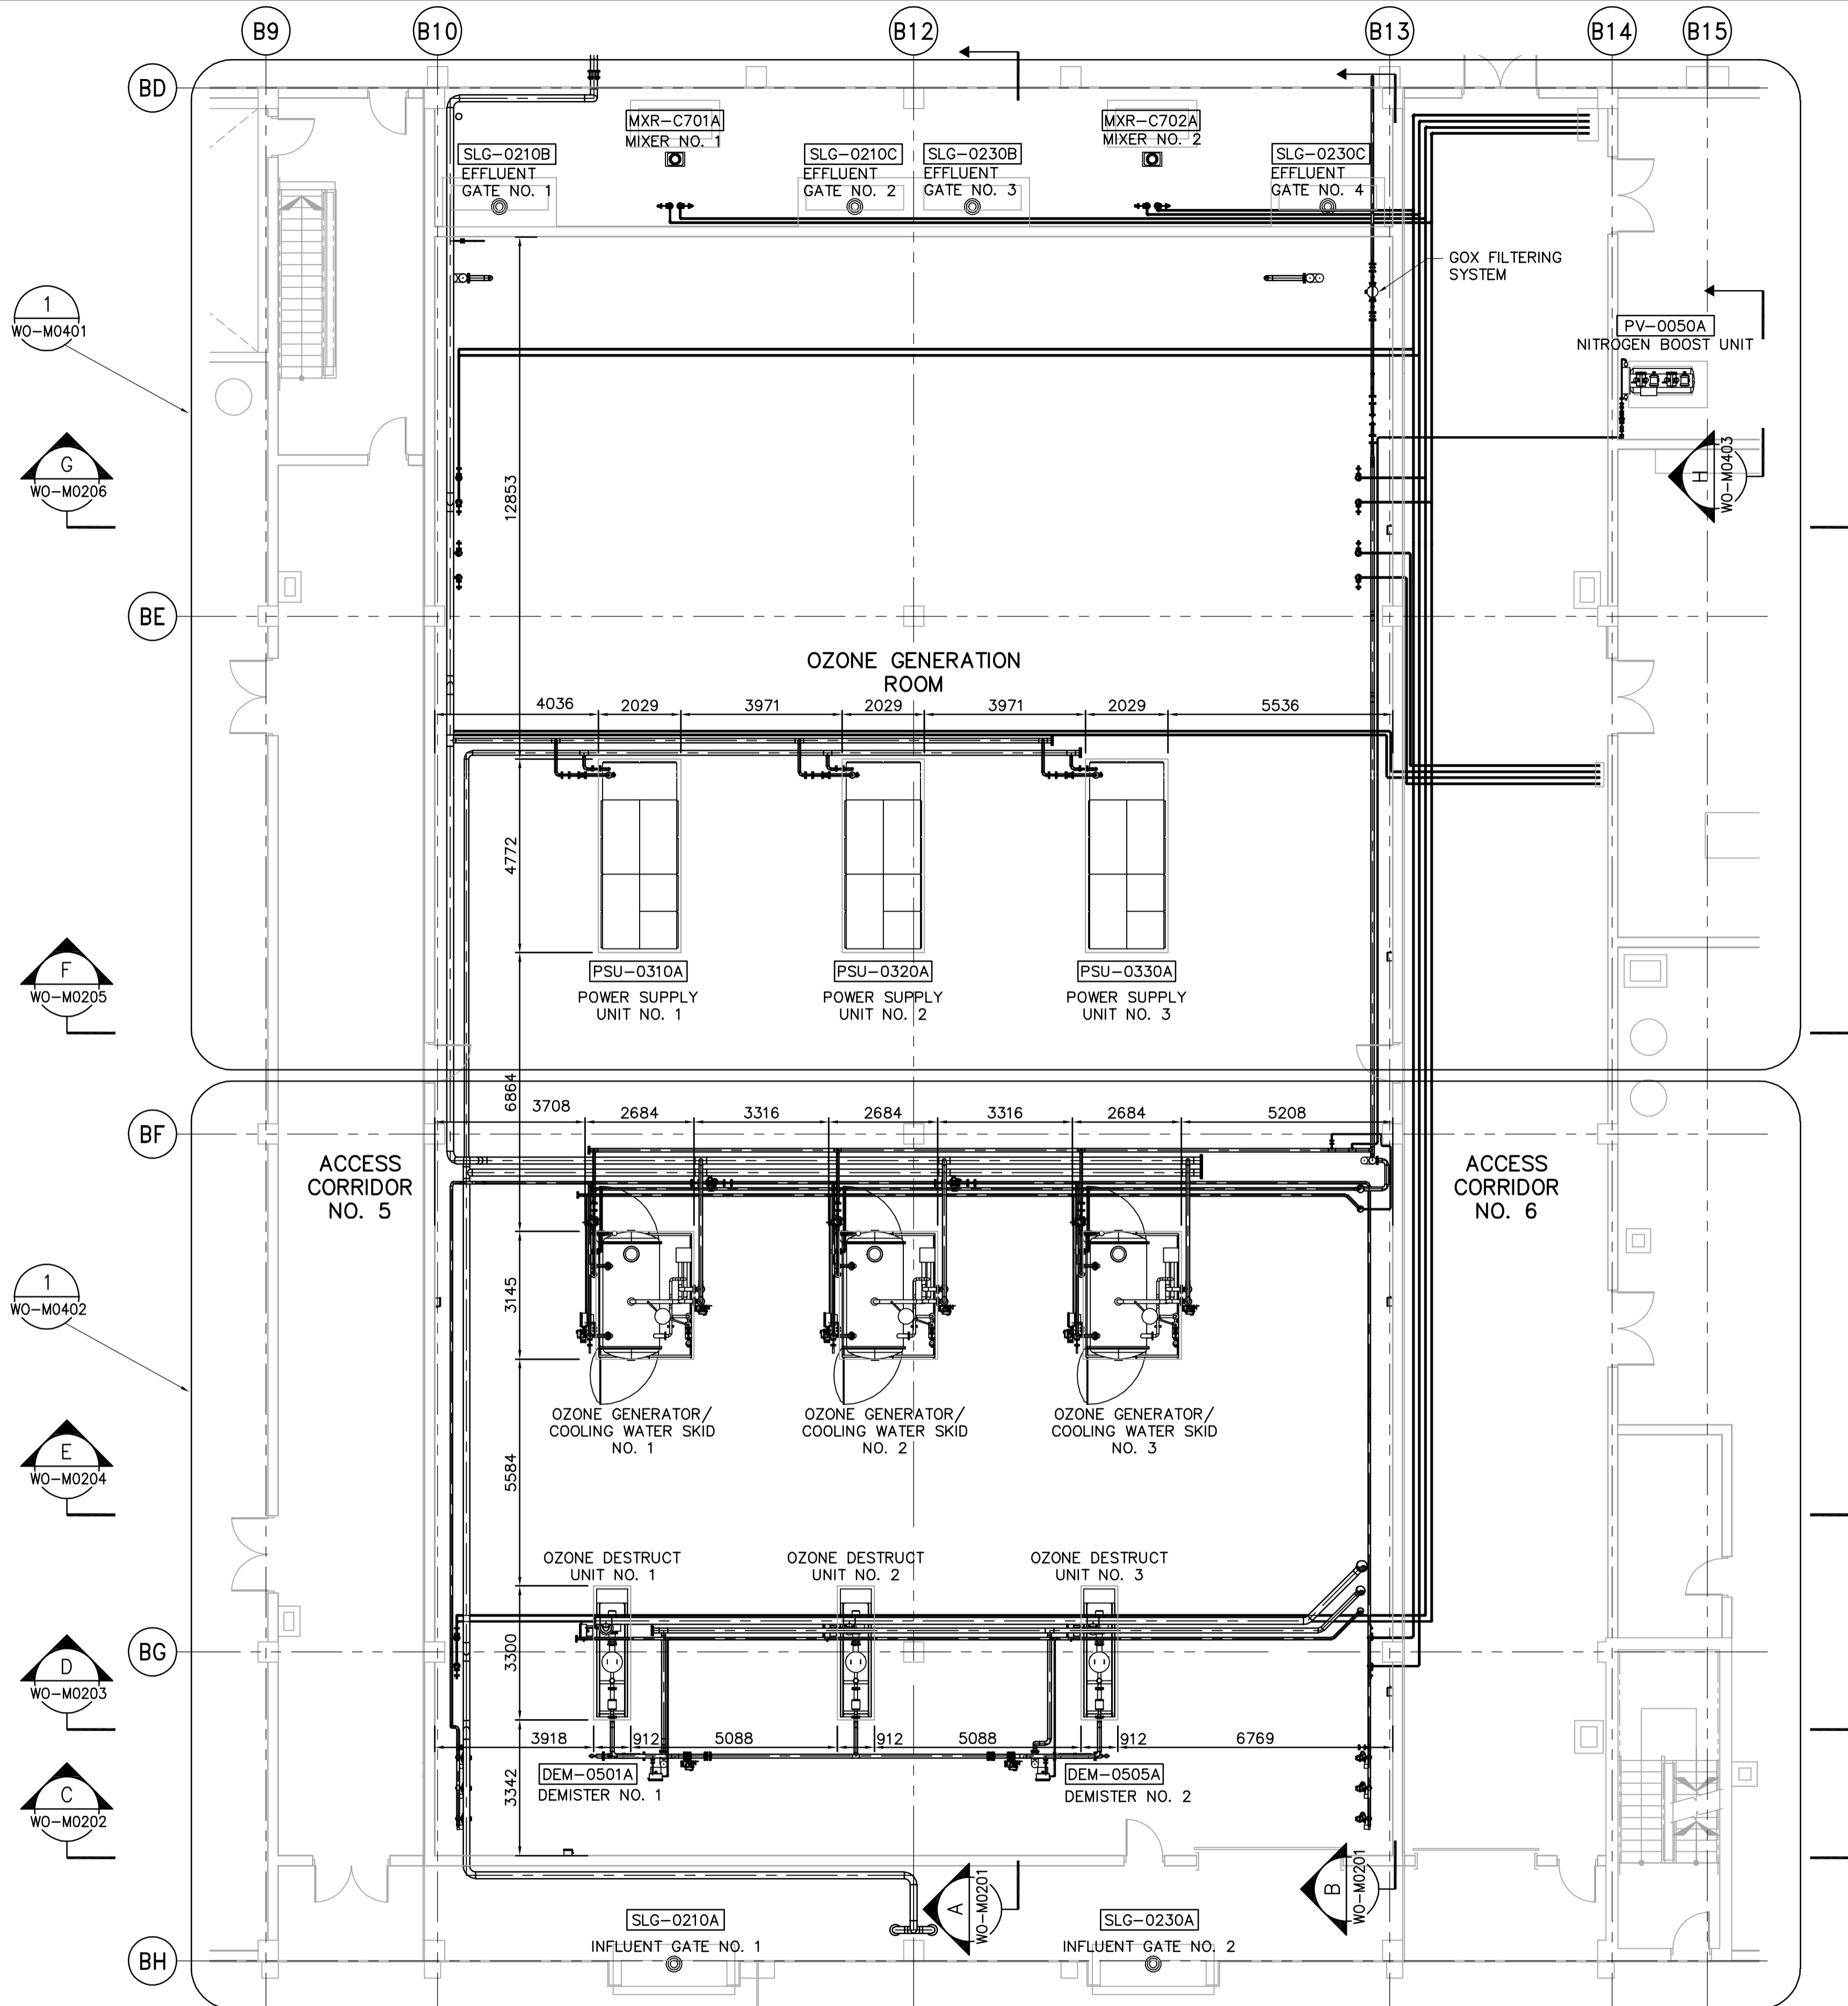 B9
B10
B12
B13
B14
B15
BD
MXR-C701A
MIXER NO. 1
MXR-C702A
MIXER NO. 2
SLG-0210B
EFFLUENT
GATE NO. 1
SLG-0210C
EFFLUENT
GATE NO. 2
SLG-0230B
EFFLUENT
GATE NO. 3
SLG-0230C
EFFLUENT
GATE NO. 4
GOX FILTERING
SYSTEM
1
WO-M0401
PV-0050A
NITROGEN BOOST UNIT
G
WO-M0206
12853
H
WO-M0403
BE
OZONE GENERATION
ROOM
4036
2029
3971
2029
3971
2029
5536
4772
F
WO-M0205
PSU-0310A
POWER SUPPLY
UNIT NO. 1
PSU-0320A
POWER SUPPLY
UNIT NO. 2
PSU-0330A
POWER SUPPLY
UNIT NO. 3
6864
BF
3708
2684
3316
2684
3316
2684
5208
ACCESS
CORRIDOR
NO. 5
ACCESS
CORRIDOR
NO. 6
1
WO-M0402
3145
OZONE GENERATOR/
COOLING WATER SKID
NO. 1
OZONE GENERATOR/
COOLING WATER SKID
NO. 2
OZONE GENERATOR/
COOLING WATER SKID
NO. 3
E
WO-M0204
5584
OZONE DESTRUCT
UNIT NO. 1
OZONE DESTRUCT
UNIT NO. 2
OZONE DESTRUCT
UNIT NO. 3
BG
D
WO-M0203
3300
3918
912
5088
912
5088
912
6769
C
WO-M0202
3342
DEM-0501A
DEMISTER NO. 1
DEM-0505A
DEMISTER NO. 2
A
WO-M0201
B
WO-M0201
SLG-0210A
INFLUENT GATE NO. 1
SLG-0230A
INFLUENT GATE NO. 2
BH